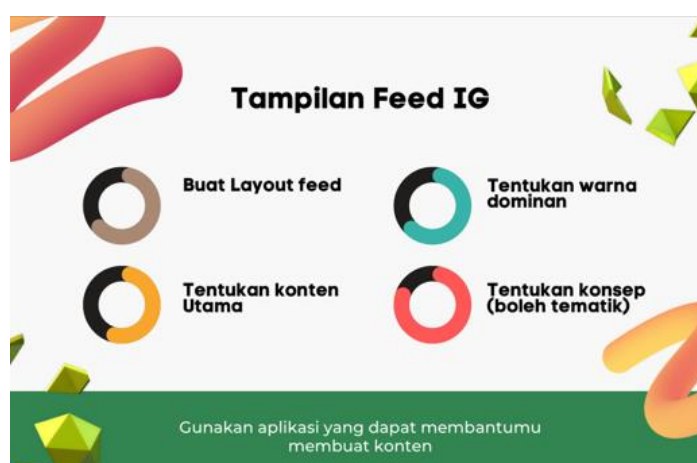 Tampilan Feed IG
Buat Layout feed
Tentukan warna
dominan
Tentukan konten
Utama
Tentukan konsep
(boleh tematik)
Gunakan aplikasi yang dapat membantumu
membuat konten